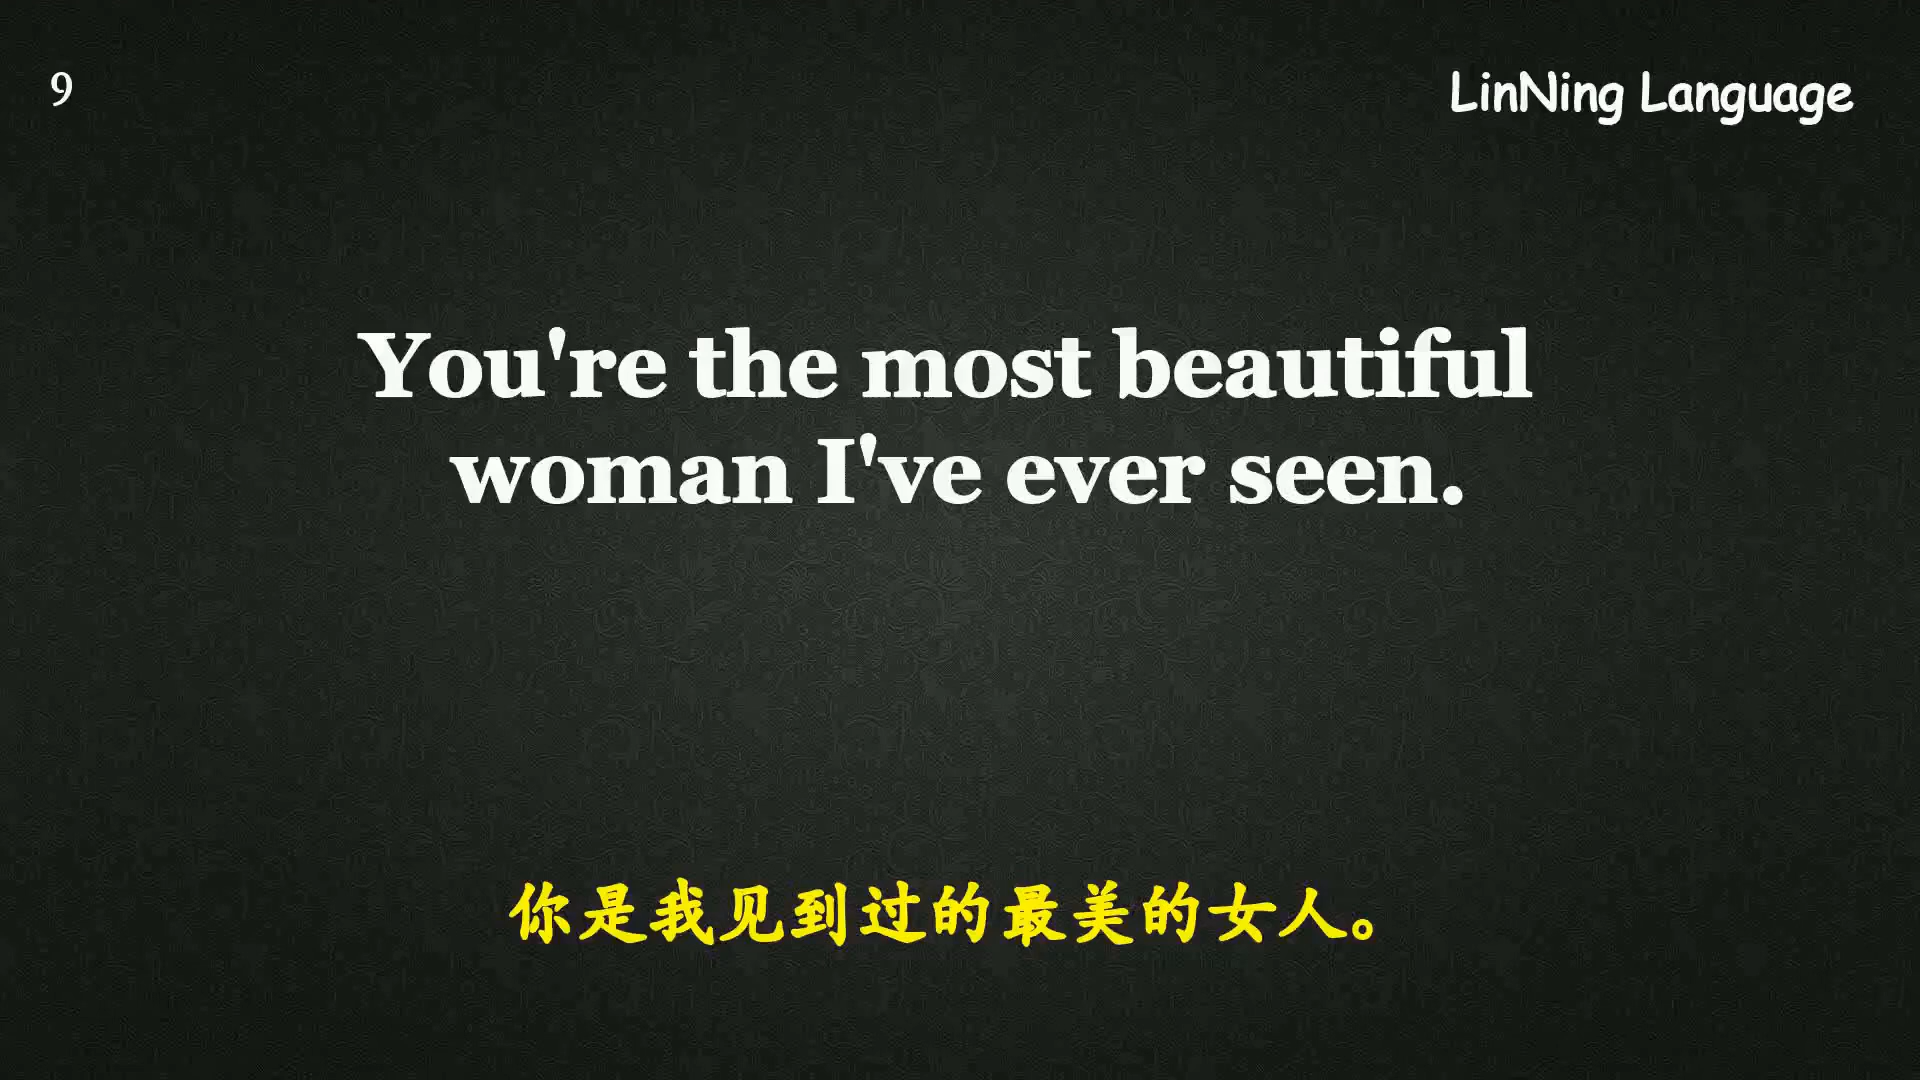 9
LinNing Language
You're the most beautiful
woman I've ever seen.
你是我见到过的最美的女人。